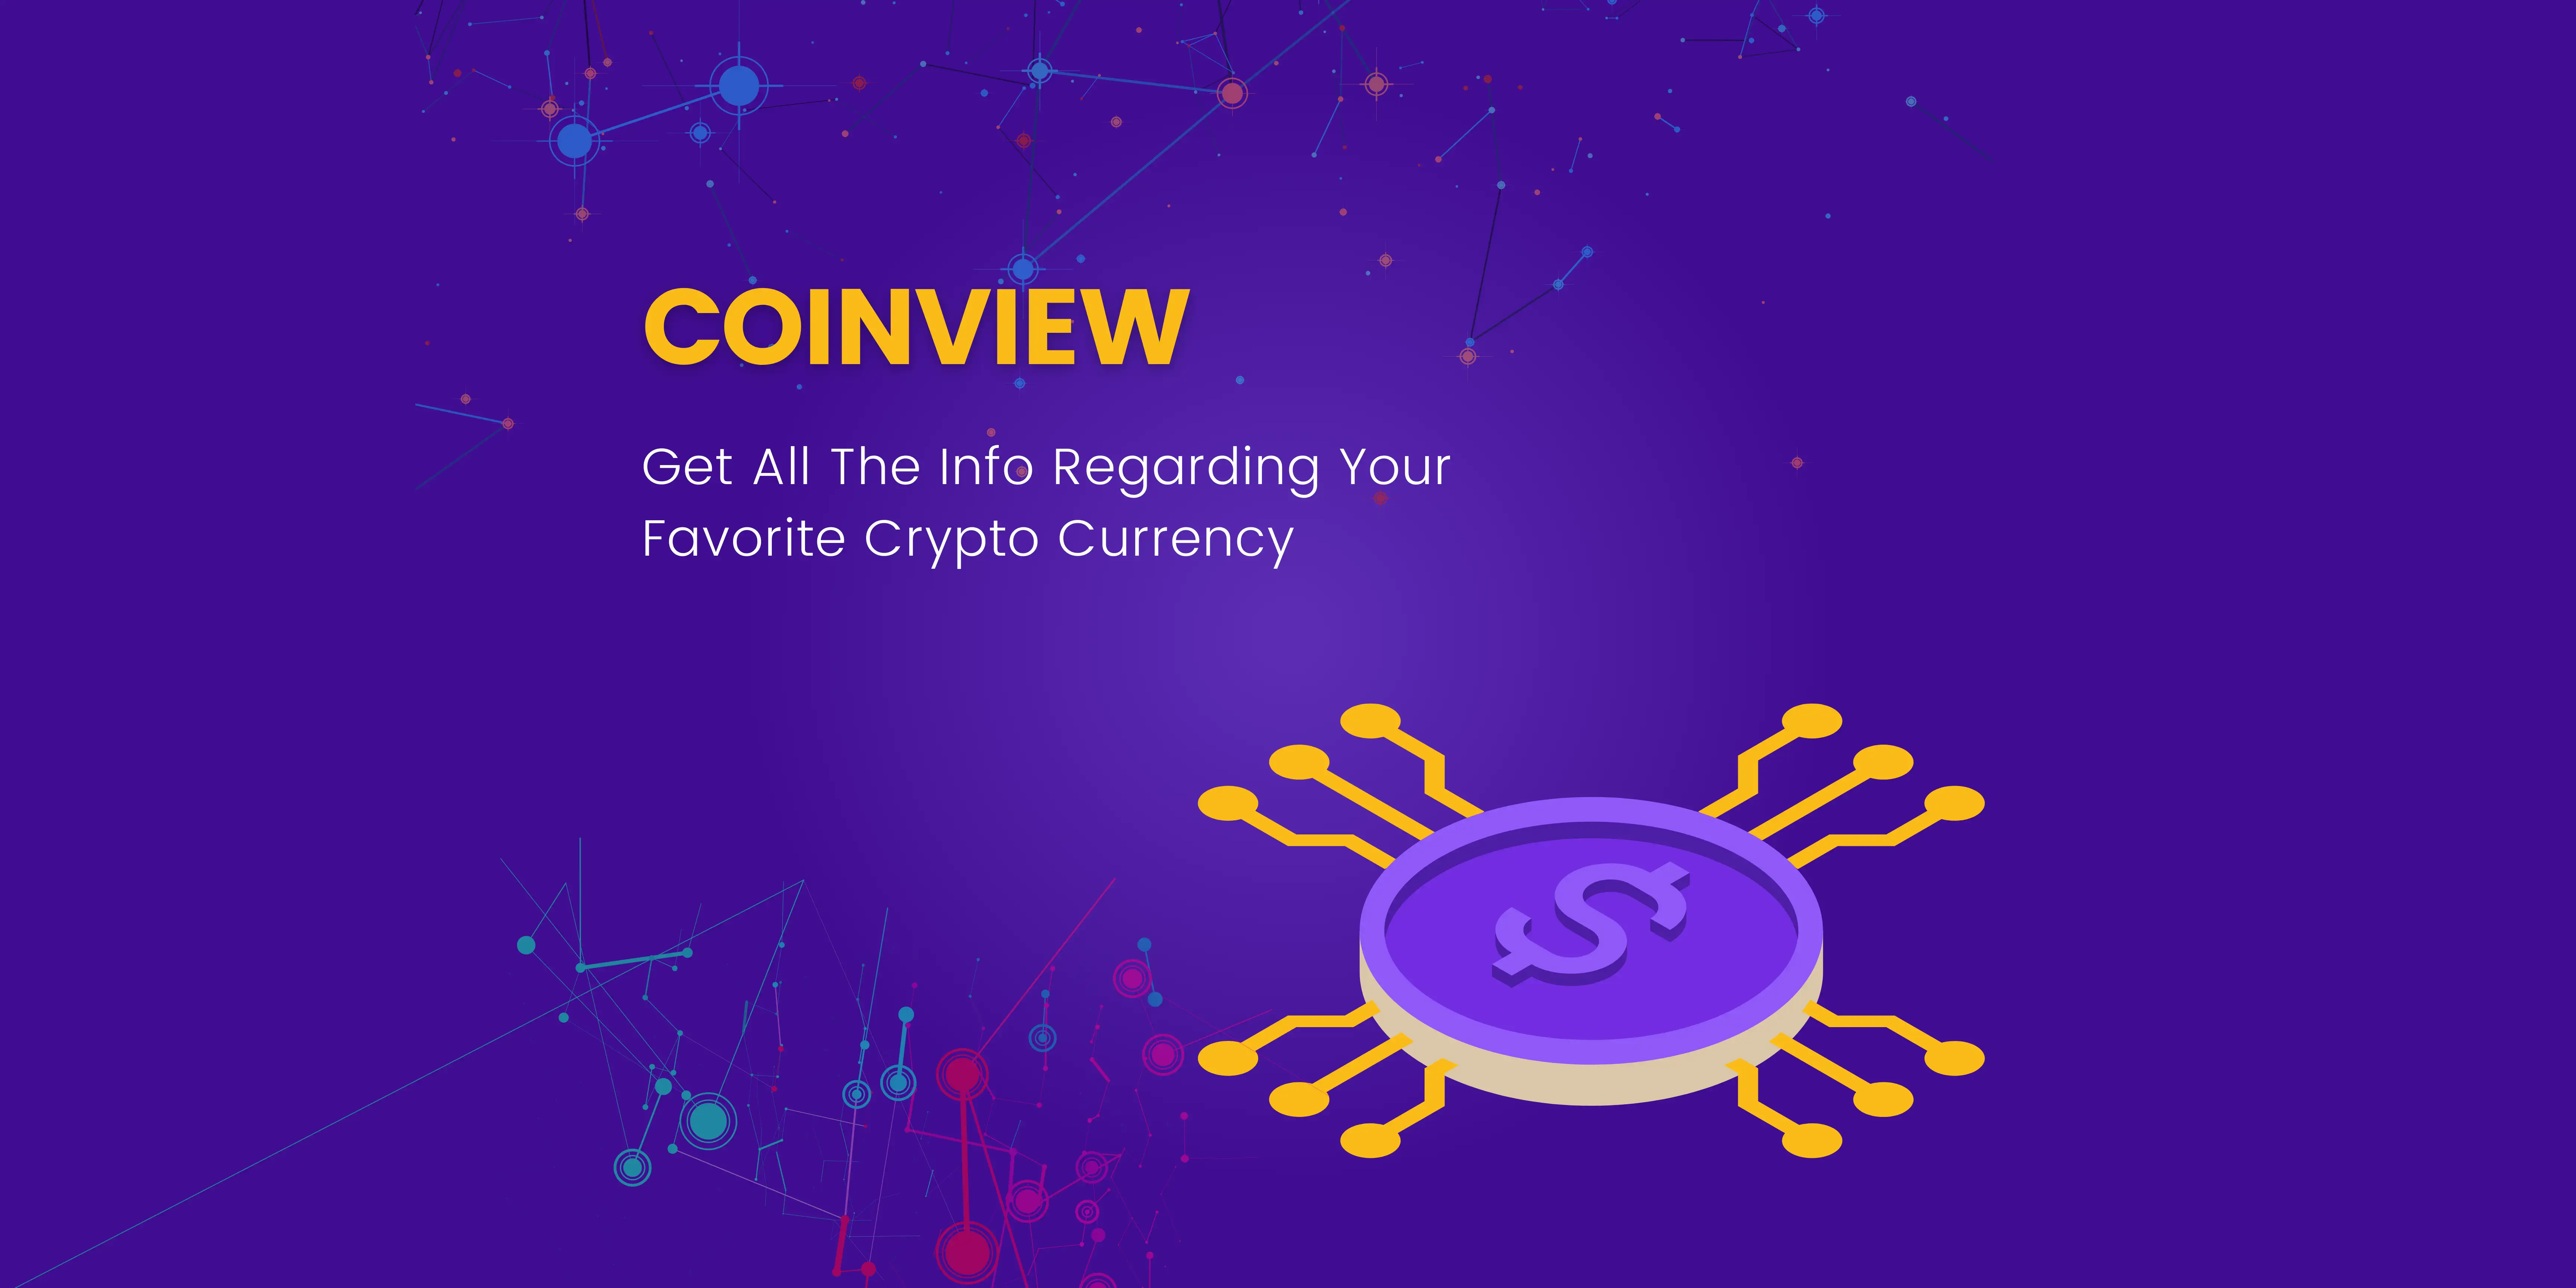 COINVIEW
Get All The Info Regarding Your
Favorite Crypto Currency
$